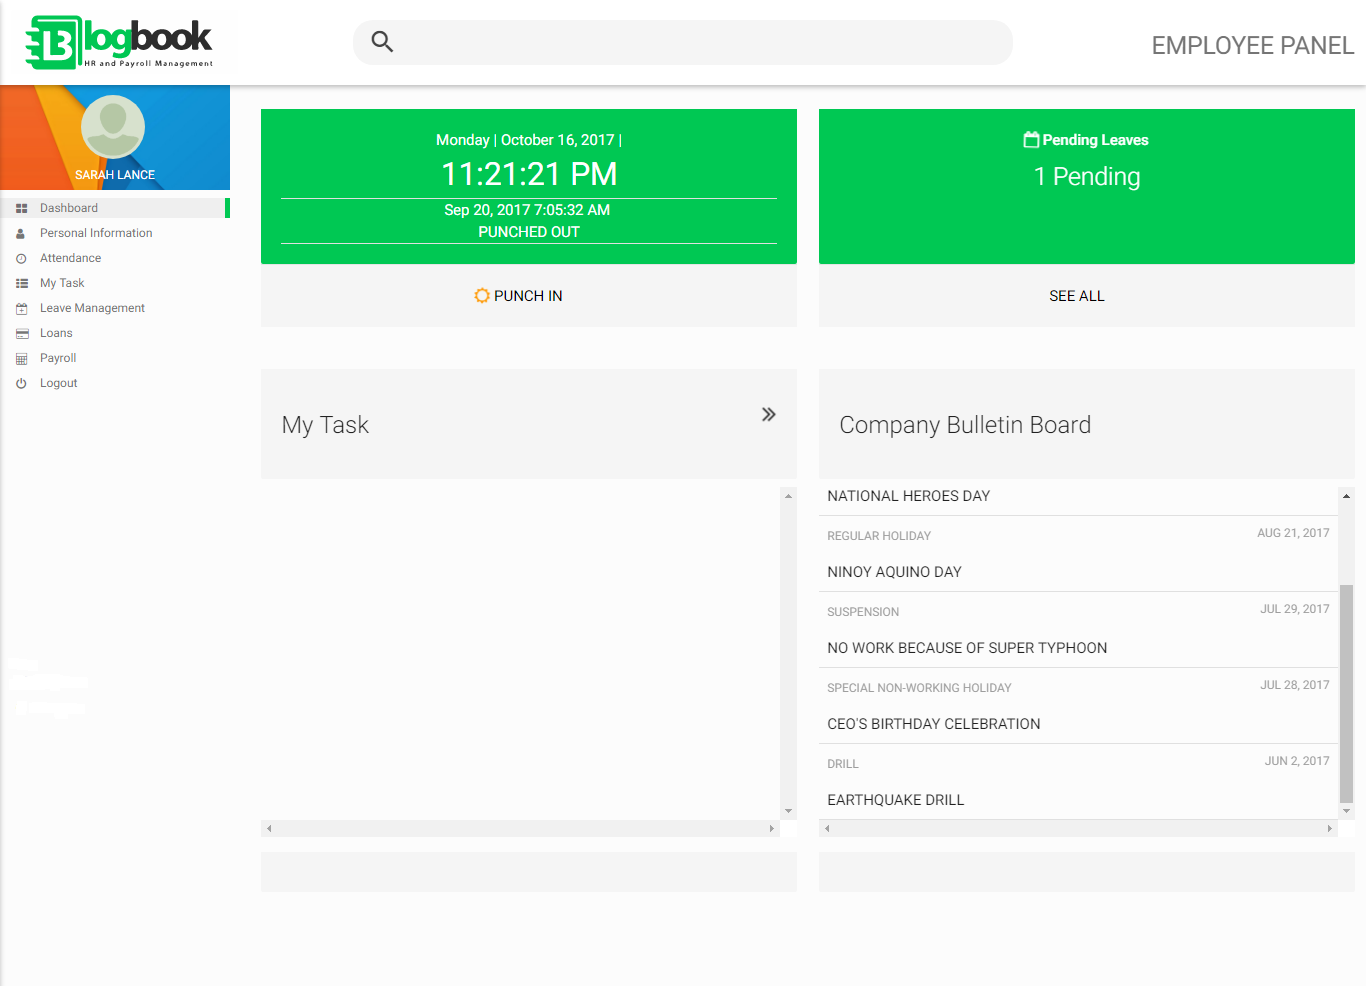 logbook
HR and Payroll Management
EMPLOYEE PANEL
SARAH LANCE
Dashboard
Personal Information
Attendance
My Task
Leave Management
Loans
Payroll
Logout
Monday | October 16, 2017 |
11:21:21 PM
Sep 20, 2017 7:05:32 AM
PUNCHED OUT
PUNCH IN
Pending Leaves
1 Pending
SEE ALL
My Task
Company Bulletin Board
NATIONAL HEROES DAY
REGULAR HOLIDAY AUG 21, 2017
NINOY AQUINO DAY
SUSPENSION JUL 29, 2017
NO WORK BECAUSE OF SUPER TYPHOON
SPECIAL NON-WORKING HOLIDAY JUL 28, 2017
CEO'S BIRTHDAY CELEBRATION
DRILL JUN 2, 2017
EARTHQUAKE DRILL